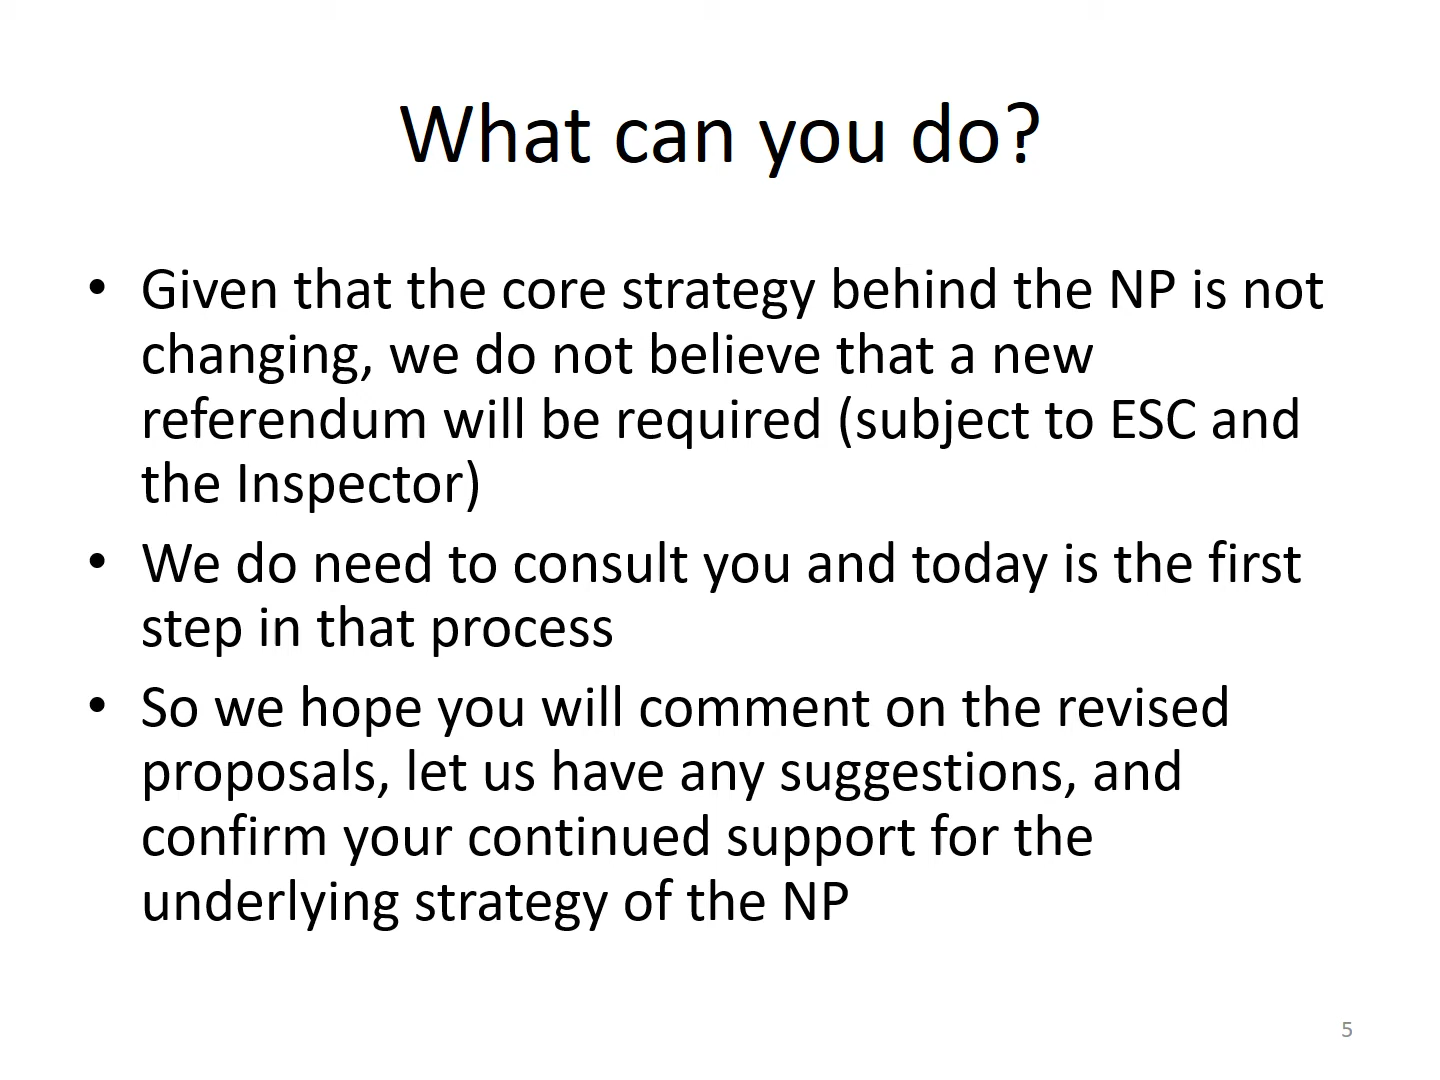 What can you do?
• Given that the core strategy behind the NP is not
changing, we do not believe that a new
referendum will be required (subject to ESC and
the Inspector)
• We do need to consult you and today is the first
step in that process
• So we hope you will comment on the revised
proposals, let us have any suggestions, and
confirm your continued support for the
underlying strategy of the NP
5